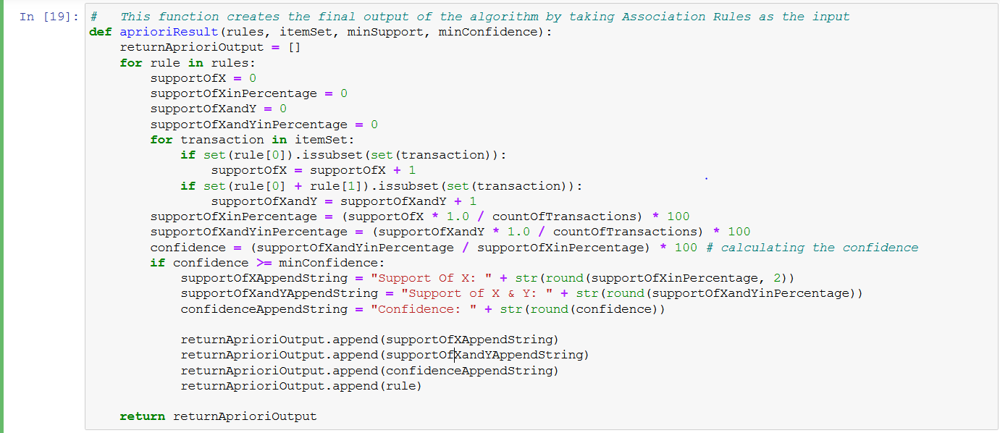 In [19]: #   This function creates the final output of the algorithm by taking Association Rules as the input
def aprioriResult(rules, itemSet, minSupport, minConfidence):
    returnAprioriOutput = []
    for rule in rules:
        supportOfX = 0
        supportOfXinPercentage = 0
        supportOfXandY = 0
        supportOfXandYinPercentage = 0
        for transaction in itemSet:
            if set(rule[0]).issubset(set(transaction)):
                supportOfX = supportOfX + 1
            if set(rule[0] + rule[1]).issubset(set(transaction)):
                supportOfXandY = supportOfXandY + 1
        supportOfXinPercentage = (supportOfX * 1.0 / countOfTransactions) * 100
        supportOfXandYinPercentage = (supportOfXandY * 1.0 / countOfTransactions) * 100
        confidence = (supportOfXandYinPercentage / supportOfXinPercentage) * 100 # calculating the confidence
        if confidence >= minConfidence:
            supportOfXAppendString = "Support Of X: " + str(round(supportOfXinPercentage, 2))
            supportOfXandYAppendString = "Support of X & Y: " + str(round(supportOfXandYinPercentage))
            confidenceAppendString = "Confidence: " + str(round(confidence))

            returnAprioriOutput.append(supportOfXAppendString)
            returnAprioriOutput.append(supportOfXandYAppendString)
            returnAprioriOutput.append(confidenceAppendString)
            returnAprioriOutput.append(rule)

    return returnAprioriOutput